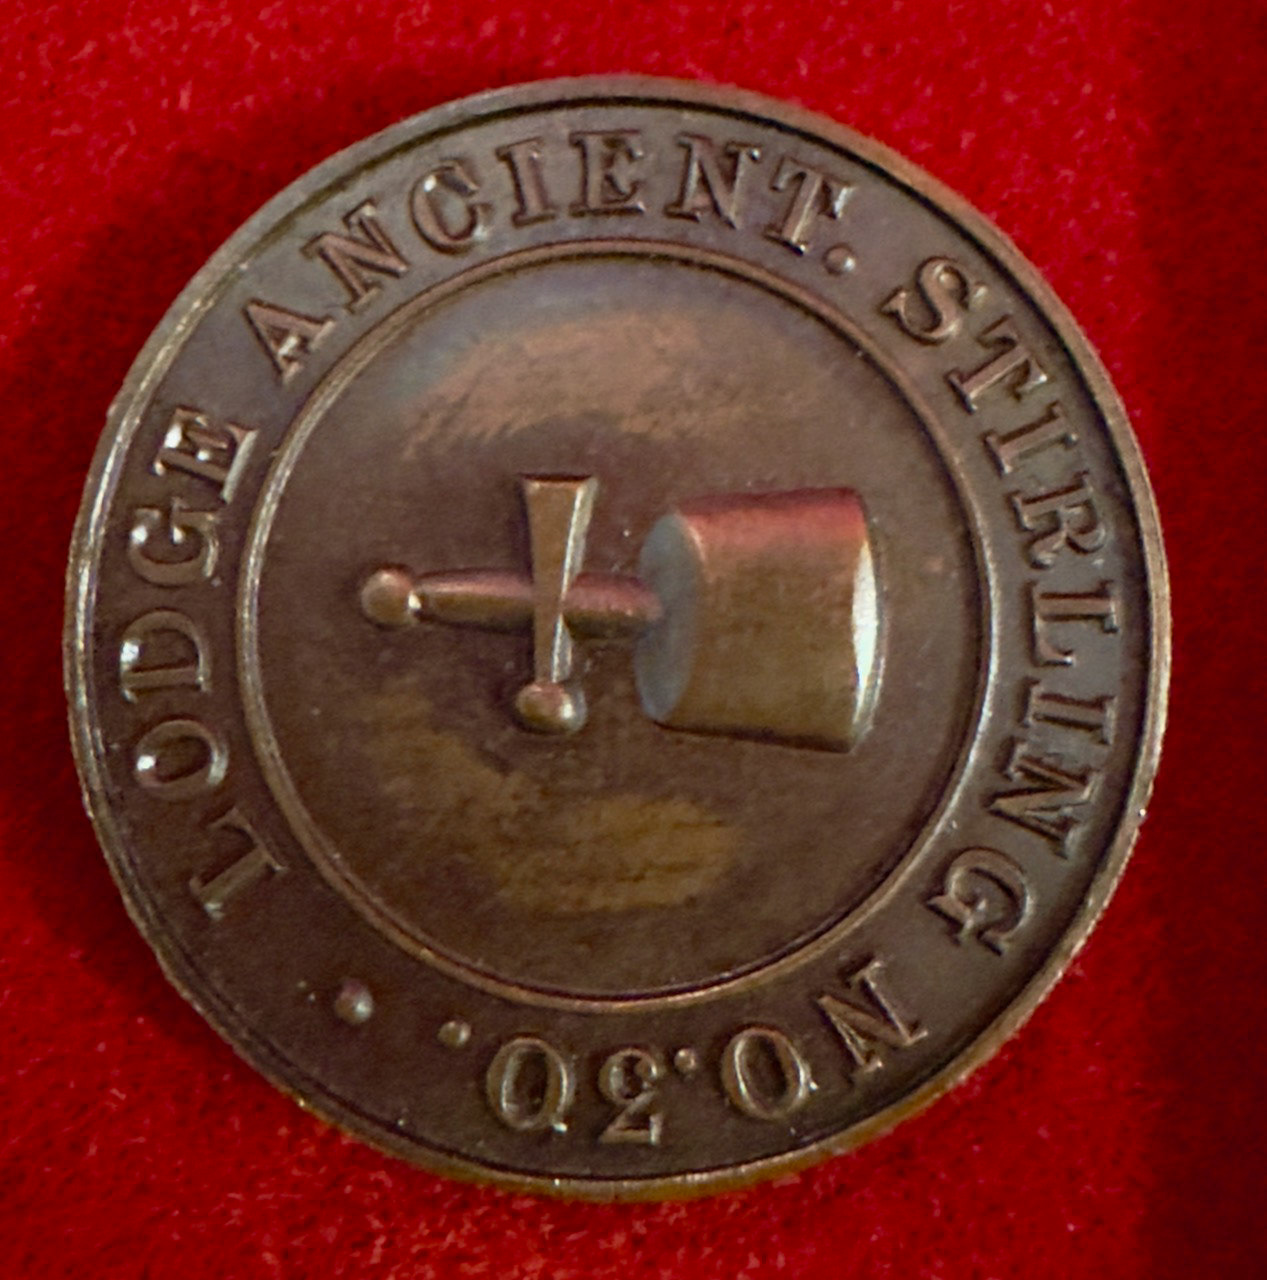 LODGE ANCIENT. STIRLING NO.30.